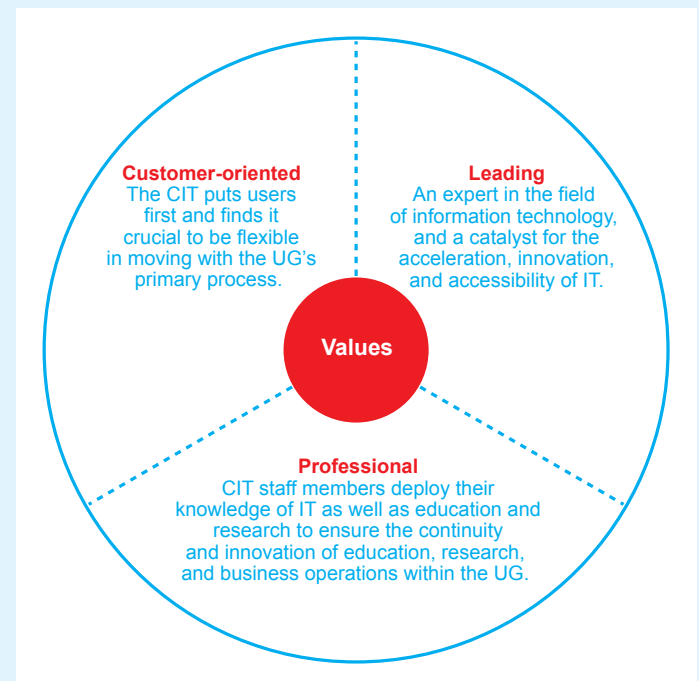 Customer-oriented
The CIT puts users
first and finds it
crucial to be flexible
in moving with the UG's
primary process.
Leading
An expert in the field
of information technology,
and a catalyst for the
acceleration, innovation,
and accessibility of IT.
Values
Professional
CIT staff members deploy their
knowledge of IT as well as education and
research to ensure the continuity
and innovation of education, research,
and business operations within the UG.